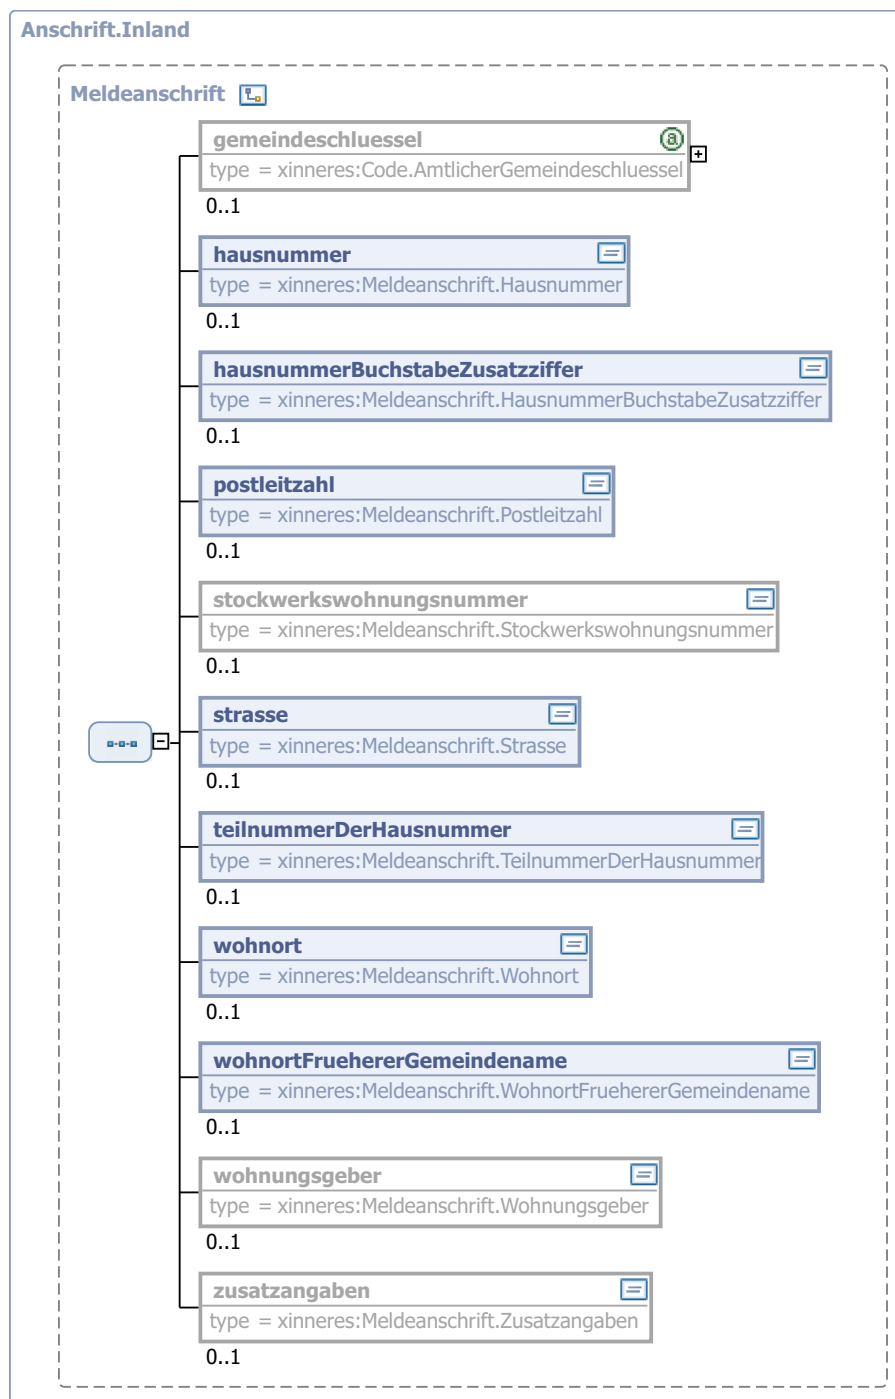 Anschrift.Inland
Meldeanschrift
gemeindeschluessel
type = xinneres:Code.AmtlicherGemeindeschluessel
0..1
hausnummer
type = xinneres:Meldeanschrift.Hausnummer
0..1
hausnummerBuchstabeZusatzziffer
type = xinneres:Meldeanschrift.HausnummerBuchstabeZusatzziffer
0..1
postleitzahl
type = xinneres:Meldeanschrift.Postleitzahl
0..1
stockwerkswohnungsnummer
type = xinneres:Meldeanschrift.Stockwerkswohnungsnummer
0..1
strasse
type = xinneres:Meldeanschrift.Strasse
0..1
teilnummerDerHausnummer
type = xinneres:Meldeanschrift.TeilnummerDerHausnummer
0..1
wohnort
type = xinneres:Meldeanschrift.Wohnort
0..1
wohnortFruehererGemeindename
type = xinneres:Meldeanschrift.WohnortFruehererGemeindename
0..1
wohnungsgeber
type = xinneres:Meldeanschrift.Wohnungsgeber
0..1
zusatzangaben
type = xinneres:Meldeanschrift.Zusatzangaben
0..1